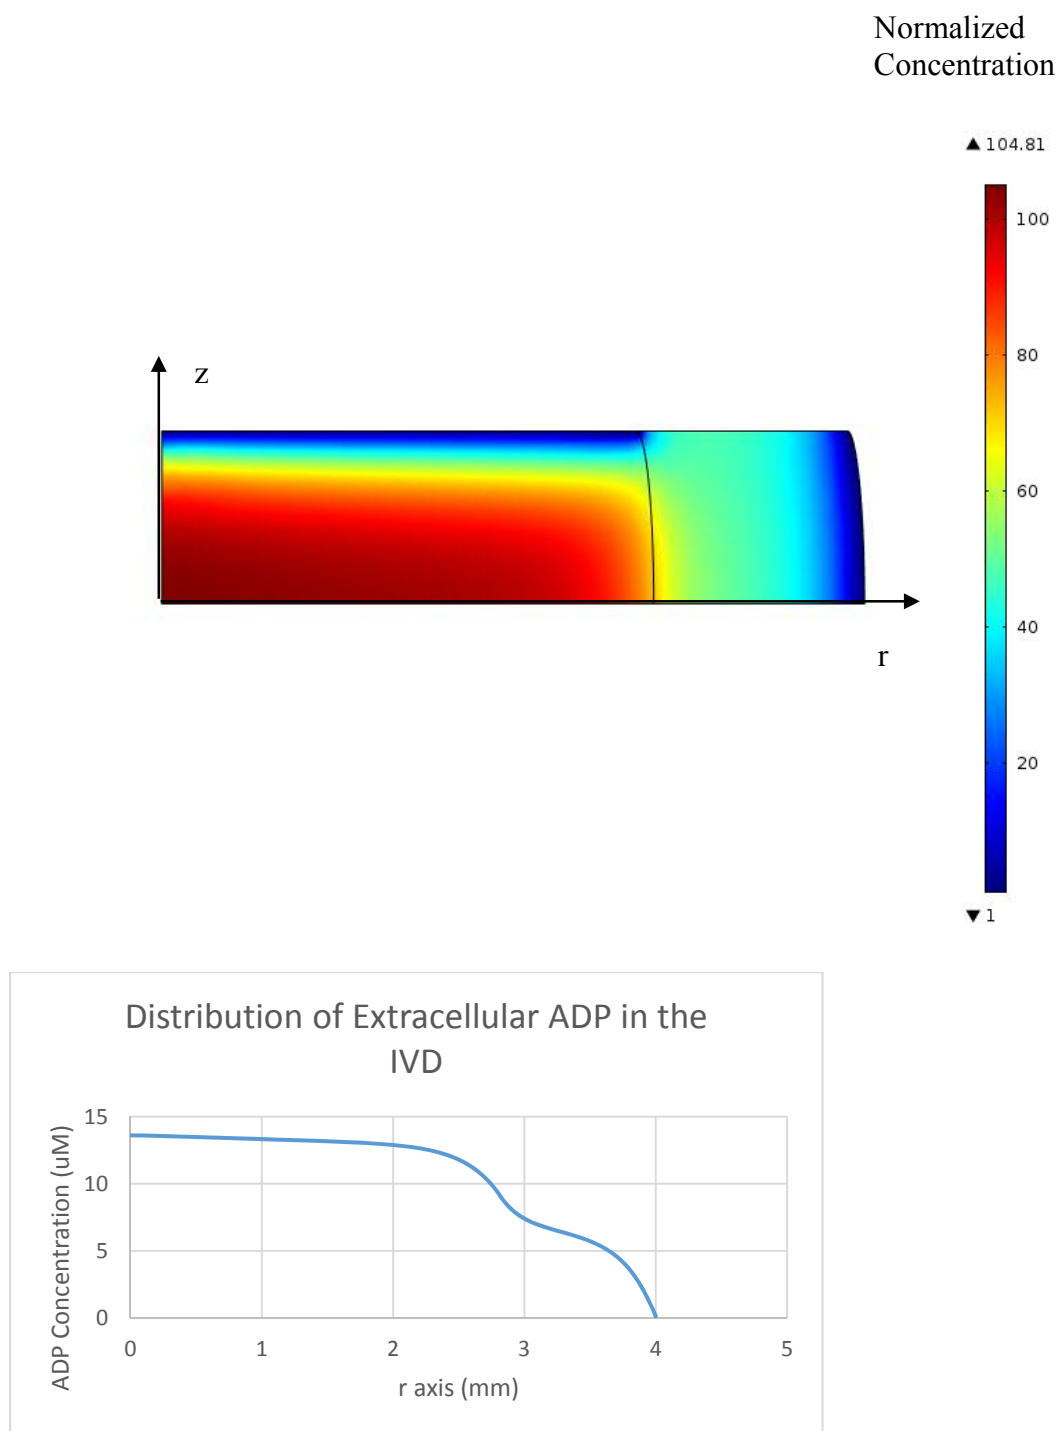 Normalized
Concentration
▲ 104.81
100
80
60
40
20
▼ 1
z
r
Distribution of Extracellular ADP in the
IVD
ADP Concentration (uM)
15
10
5
0
0 1 2 3 4 5
r axis (mm)